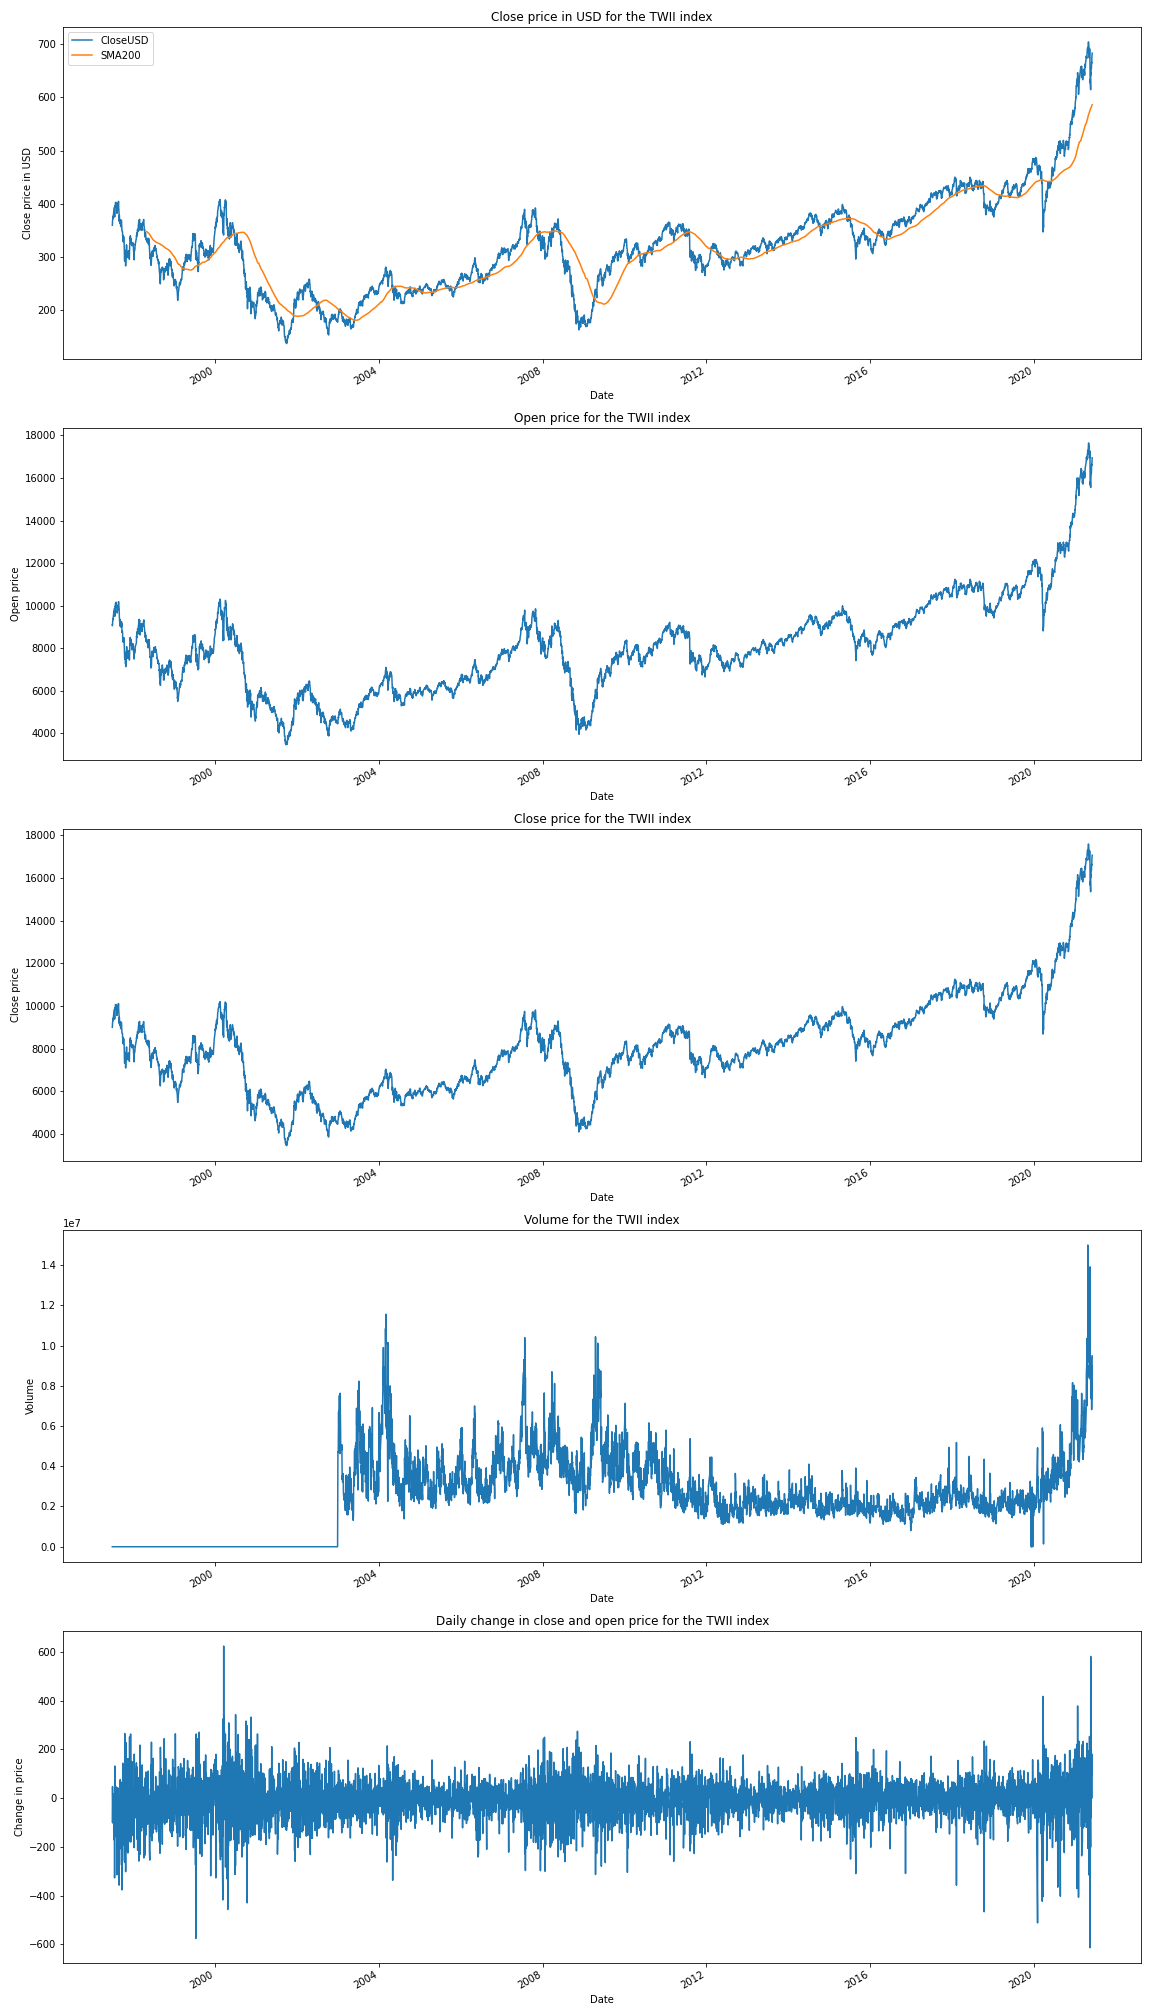 Close price in USD for the TWII index
CloseUSD
SMA200
Close price in USD
700
600
500
400
300
200
2000 2004 2008 2012 2016 2020
Date
Open price for the TWII index
Open price
18000
16000
14000
12000
10000
8000
6000
4000
2000 2004 2008 2012 2016 2020
Date
Close price for the TWII index
Close price
18000
16000
14000
12000
10000
8000
6000
4000
2000 2004 2008 2012 2016 2020
Date
Volume for the TWII index
1e7
Volume
1.4
1.2
1.0
0.8
0.6
0.4
0.2
0.0
2000 2004 2008 2012 2016 2020
Date
Daily change in close and open price for the TWII index
Change in price
600
400
200
0
−200
−400
−600
2000 2004 2008 2012 2016 2020
Date